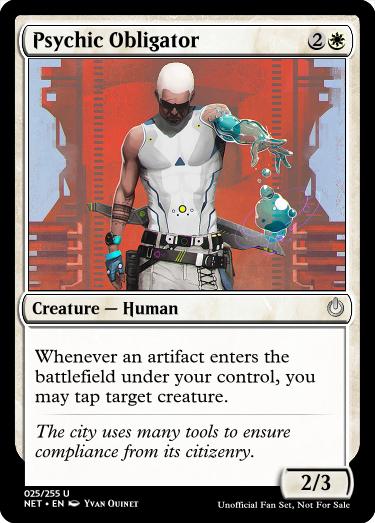 Psychic Obligator 2
Creature — Human
Whenever an artifact enters the
battlefield under your control, you
may tap target creature.
The city uses many tools to ensure
compliance from its citizenry.
2/3
025/255 U
NET • EN Yvan Quinet
Unofficial Fan Set, Not For Sale